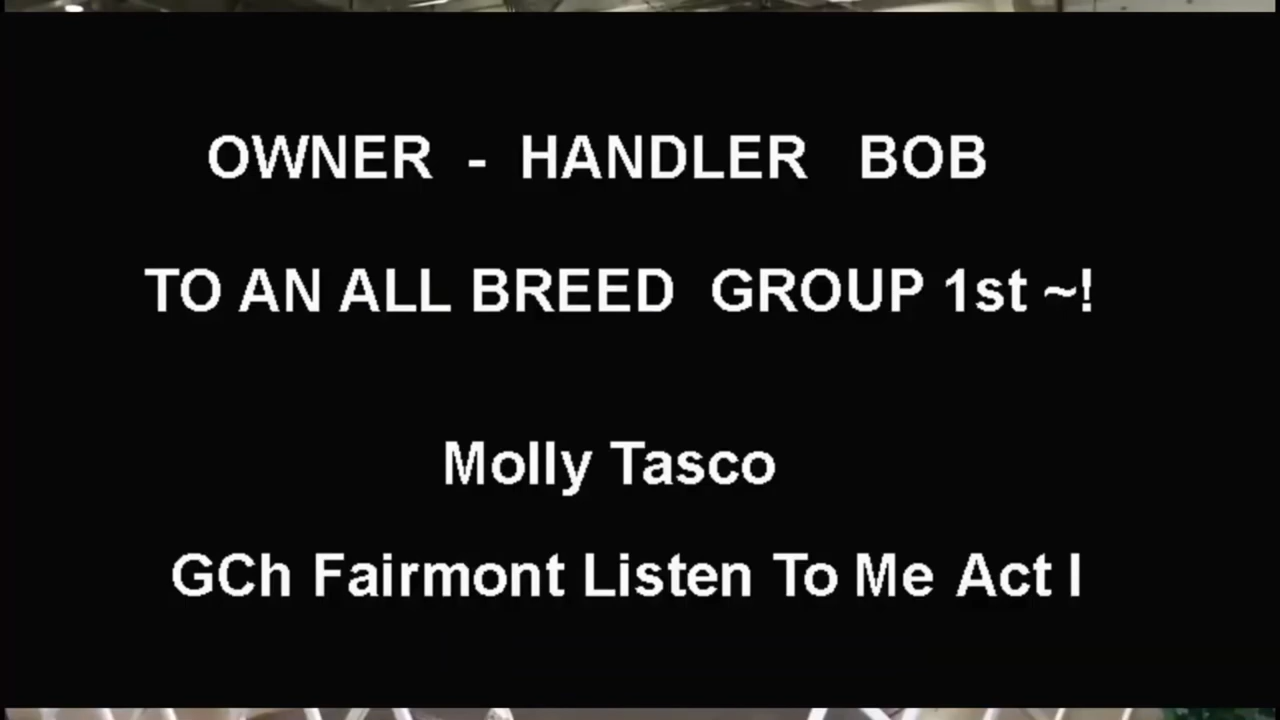 OWNER - HANDLER BOB
TO AN ALL BREED GROUP 1st ~!
Molly Tasco
GCh Fairmont Listen To Me Act I